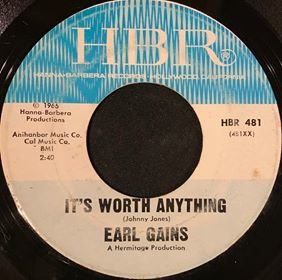 HBR
HANNA-BARBERA RECORDS - HOLLYWOOD, CALIFORNIA
© 1965
Hanna-Barbera
Productions
HBR 481
(481XX)
Anihanbar Music Co.
Cal Music Co.
BMI
2:40
IT'S WORTH ANYTHING
(Johnny Jones)
EARL GAINS
A Hermitage Production